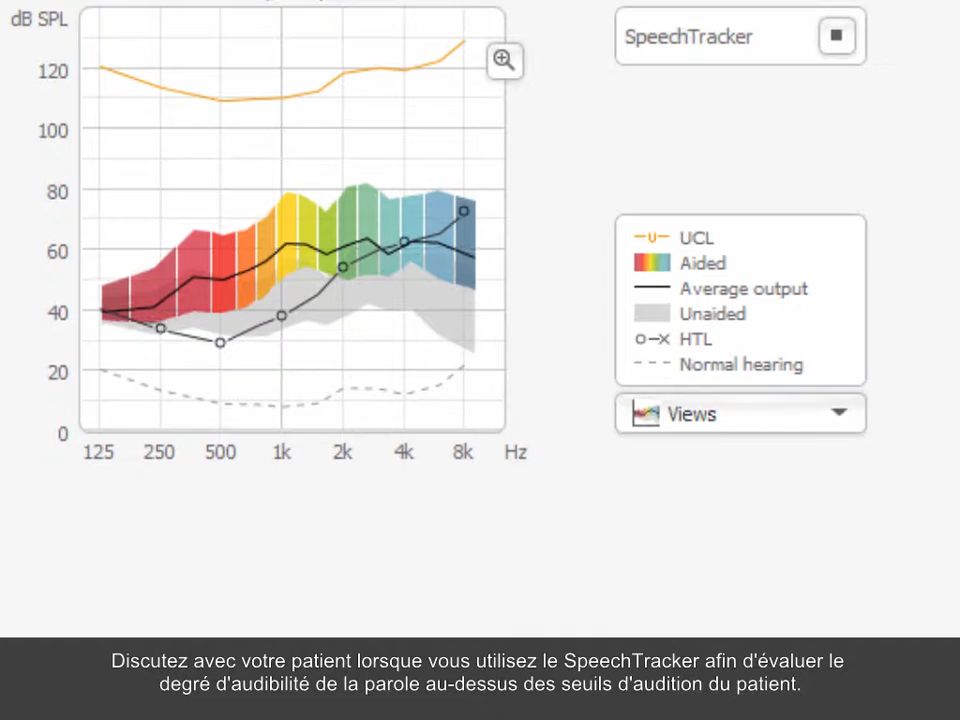 dB SPL
120
100
80
60
40
20
0
125 250 500 1k 2k 4k 8k Hz
SpeechTracker
UCL
Aided
Average output
Unaided
HTL
Normal hearing
Views
Discutez avec votre patient lorsque vous utilisez le SpeechTracker afin d'évaluer le
degré d'audibilité de la parole au-dessus des seuils d'audition du patient.